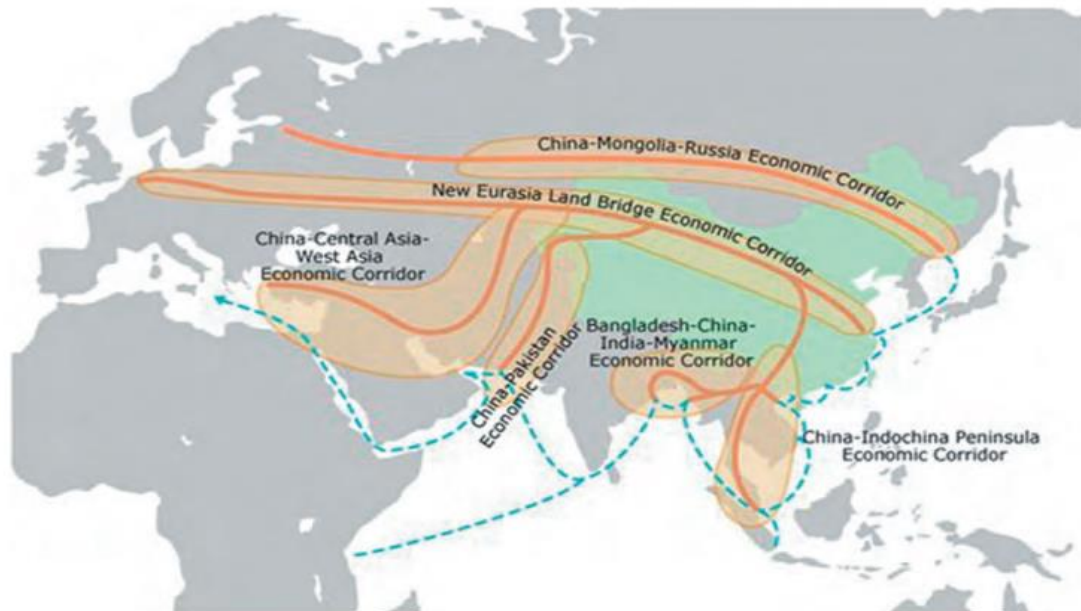 China-Mongolia-Russia Economic Corridor
New Eurasia Land Bridge Economic Corridor
China-Central Asia-
West Asia
Economic Corridor
China-Pakistan
Economic Corridor
Bangladesh-China-
India-Myanmar
Economic Corridor
China-Indochina Peninsula
Economic Corridor